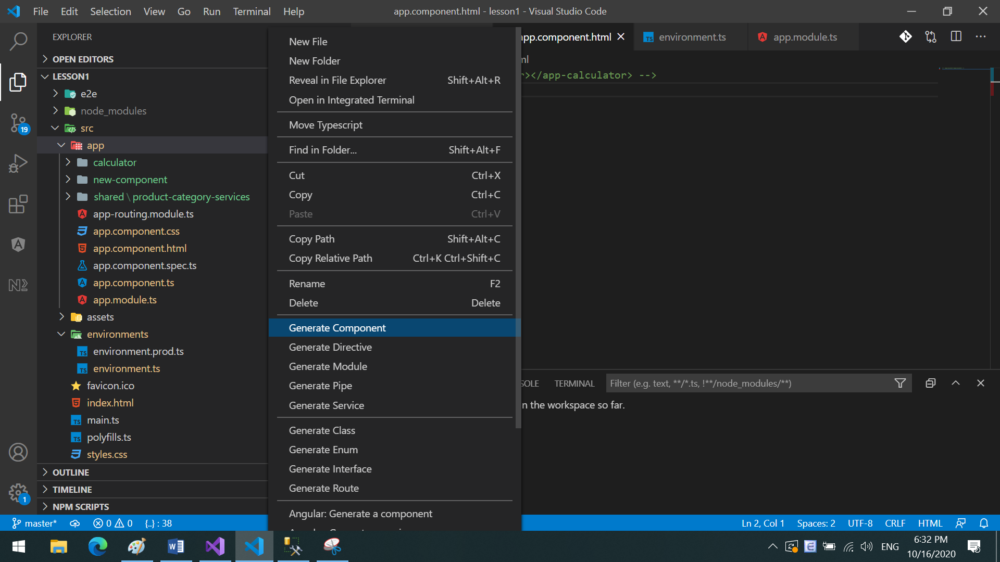 File Edit Selection View Go Run Terminal Help
app.component.html - lesson1 - Visual Studio Code
EXPLORER
OPEN EDITORS
LESSON1
e2e
node_modules
src
app
calculator
new-component
shared \ product-category-services
app-routing.module.ts
app.component.css
app.component.html
app.component.spec.ts
app.component.ts
app.module.ts
assets
environments
environment.prod.ts
environment.ts
favicon.ico
index.html
main.ts
polyfills.ts
styles.css
OUTLINE
TIMELINE
NPM SCRIPTS
19
1
New File
New Folder
Reveal in File Explorer Shift+Alt+R
Open in Integrated Terminal
Move Typescript
Find in Folder... Shift+Alt+F
Cut Ctrl+X
Copy Ctrl+C
Paste Ctrl+V
Copy Path Shift+Alt+C
Copy Relative Path Ctrl+K Ctrl+Shift+C
Rename F2
Delete Delete
Generate Component
Generate Directive
Generate Module
Generate Pipe
Generate Service
Generate Class
Generate Enum
Generate Interface
Generate Route
Angular: Generate a component
app.component.html environment.ts app.module.ts
ml
r></app-calculator> -->
SOLE TERMINAL Filter (e.g. text, **/*.ts, !**/node_modules/**)
n the workspace so far.
master* 0 0 {..} : 38
Ln 2, Col 1 Spaces: 2 UTF-8 CRLF HTML
ENG
6:32 PM
10/16/2020